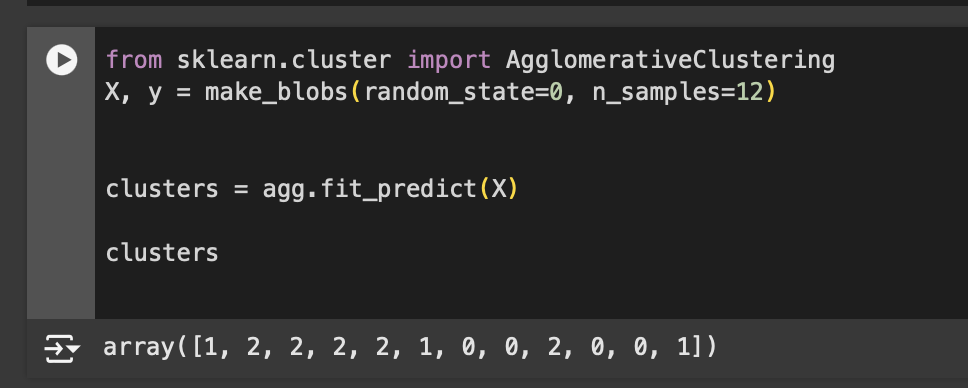 from sklearn.cluster import AgglomerativeClustering
X, y = make_blobs(random_state=0, n_samples=12)
clusters = agg.fit_predict(X)
clusters
array([1, 2, 2, 2, 2, 1, 0, 0, 2, 0, 0, 1])